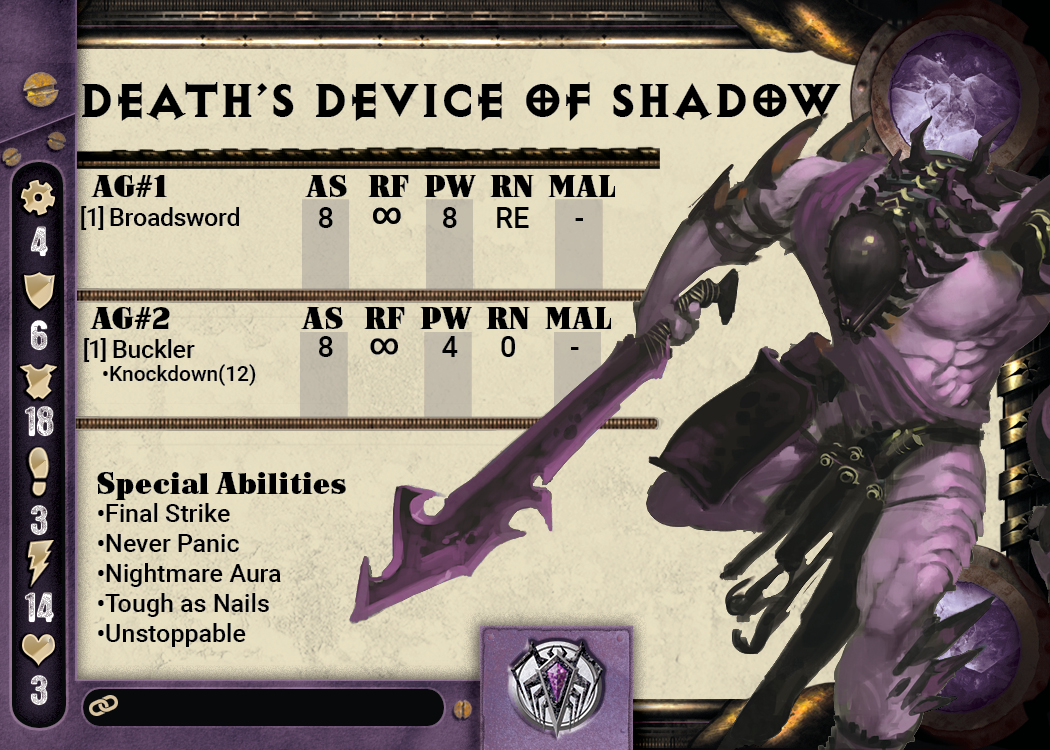 DEATH'S DEVICE OF SHADOW
AG#1 AS RF PW RN MAL
[1] Broadsword 8 ∞ 8 RE -
AG#2 AS RF PW RN MAL
[1] Buckler 8 ∞ 4 0 -
•Knockdown(12)
Special Abilities
•Final Strike
•Never Panic
•Nightmare Aura
•Tough as Nails
•Unstoppable
4
6
18
3
14
3